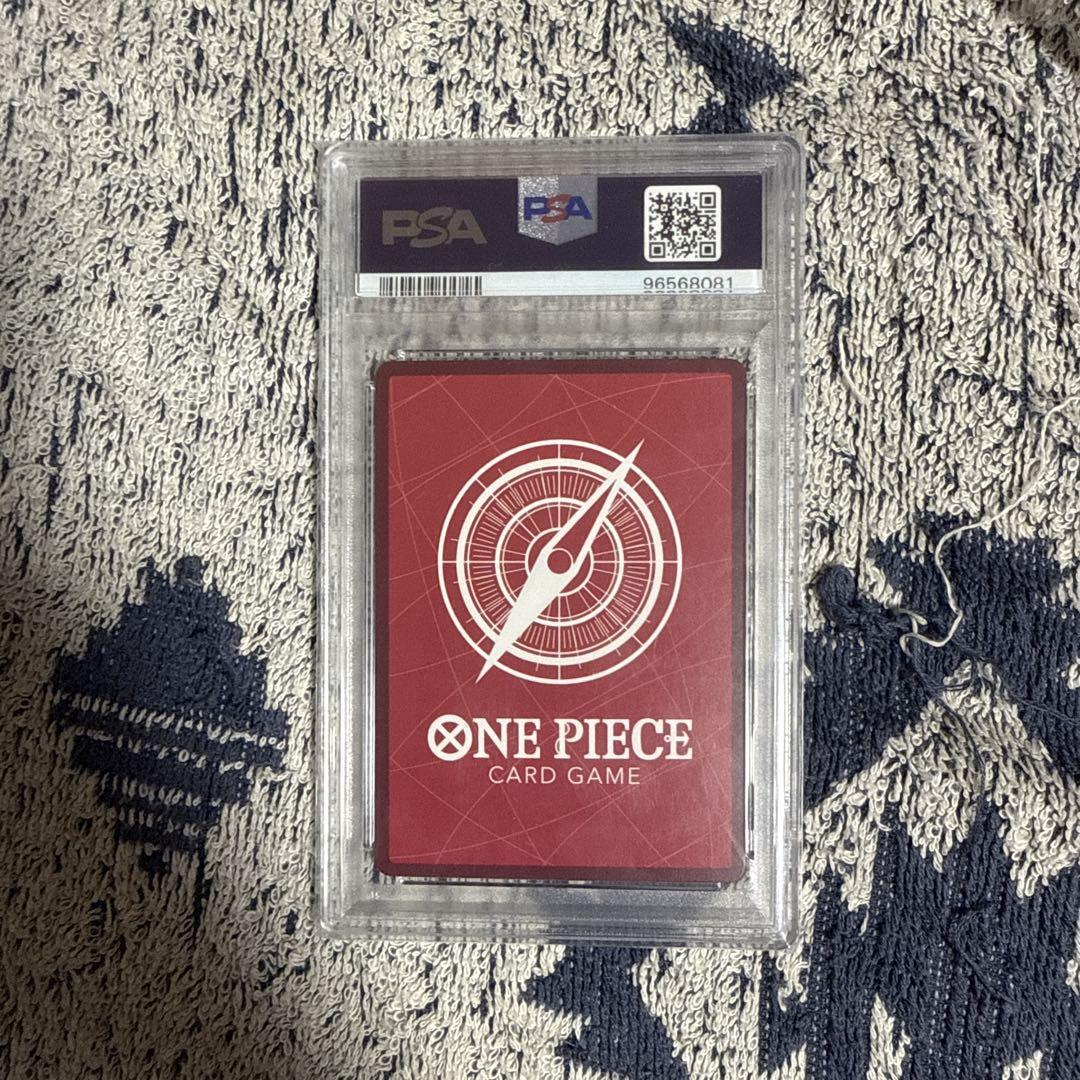 PSA
PSA
96568081
ONE PIECE
CARD GAME